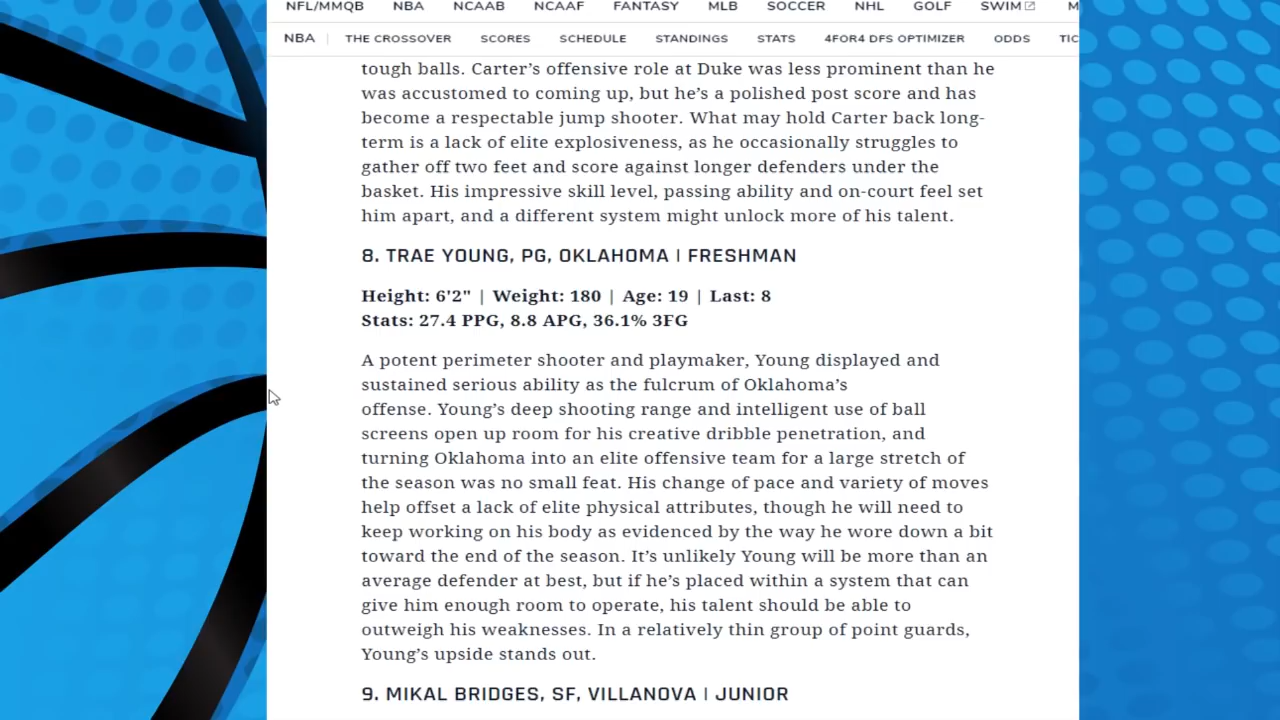 NFL/MMQB NBA NCAAB NCAAF FANTASY MLB SOCCER NHL GOLF SWIM M
NBA | THE CROSSOVER SCORES SCHEDULE STANDINGS STATS 4FOR4 DFS OPTIMIZER ODDS TIC
tough balls. Carter’s offensive role at Duke was less prominent than he
was accustomed to coming up, but he’s a polished post score and has
become a respectable jump shooter. What may hold Carter back long-
term is a lack of elite explosiveness, as he occasionally struggles to
gather off two feet and score against longer defenders under the
basket. His impressive skill level, passing ability and on-court feel set
him apart, and a different system might unlock more of his talent.
8. TRAE YOUNG, PG, OKLAHOMA | FRESHMAN
Height: 6'2" | Weight: 180 | Age: 19 | Last: 8
Stats: 27.4 PPG, 8.8 APG, 36.1% 3FG
A potent perimeter shooter and playmaker, Young displayed and
sustained serious ability as the fulcrum of Oklahoma’s
offense. Young’s deep shooting range and intelligent use of ball
screens open up room for his creative dribble penetration, and
turning Oklahoma into an elite offensive team for a large stretch of
the season was no small feat. His change of pace and variety of moves
help offset a lack of elite physical attributes, though he will need to
keep working on his body as evidenced by the way he wore down a bit
toward the end of the season. It’s unlikely Young will be more than an
average defender at best, but if he’s placed within a system that can
give him enough room to operate, his talent should be able to
outweigh his weaknesses. In a relatively thin group of point guards,
Young’s upside stands out.
9. MIKAL BRIDGES, SF, VILLANOVA | JUNIOR